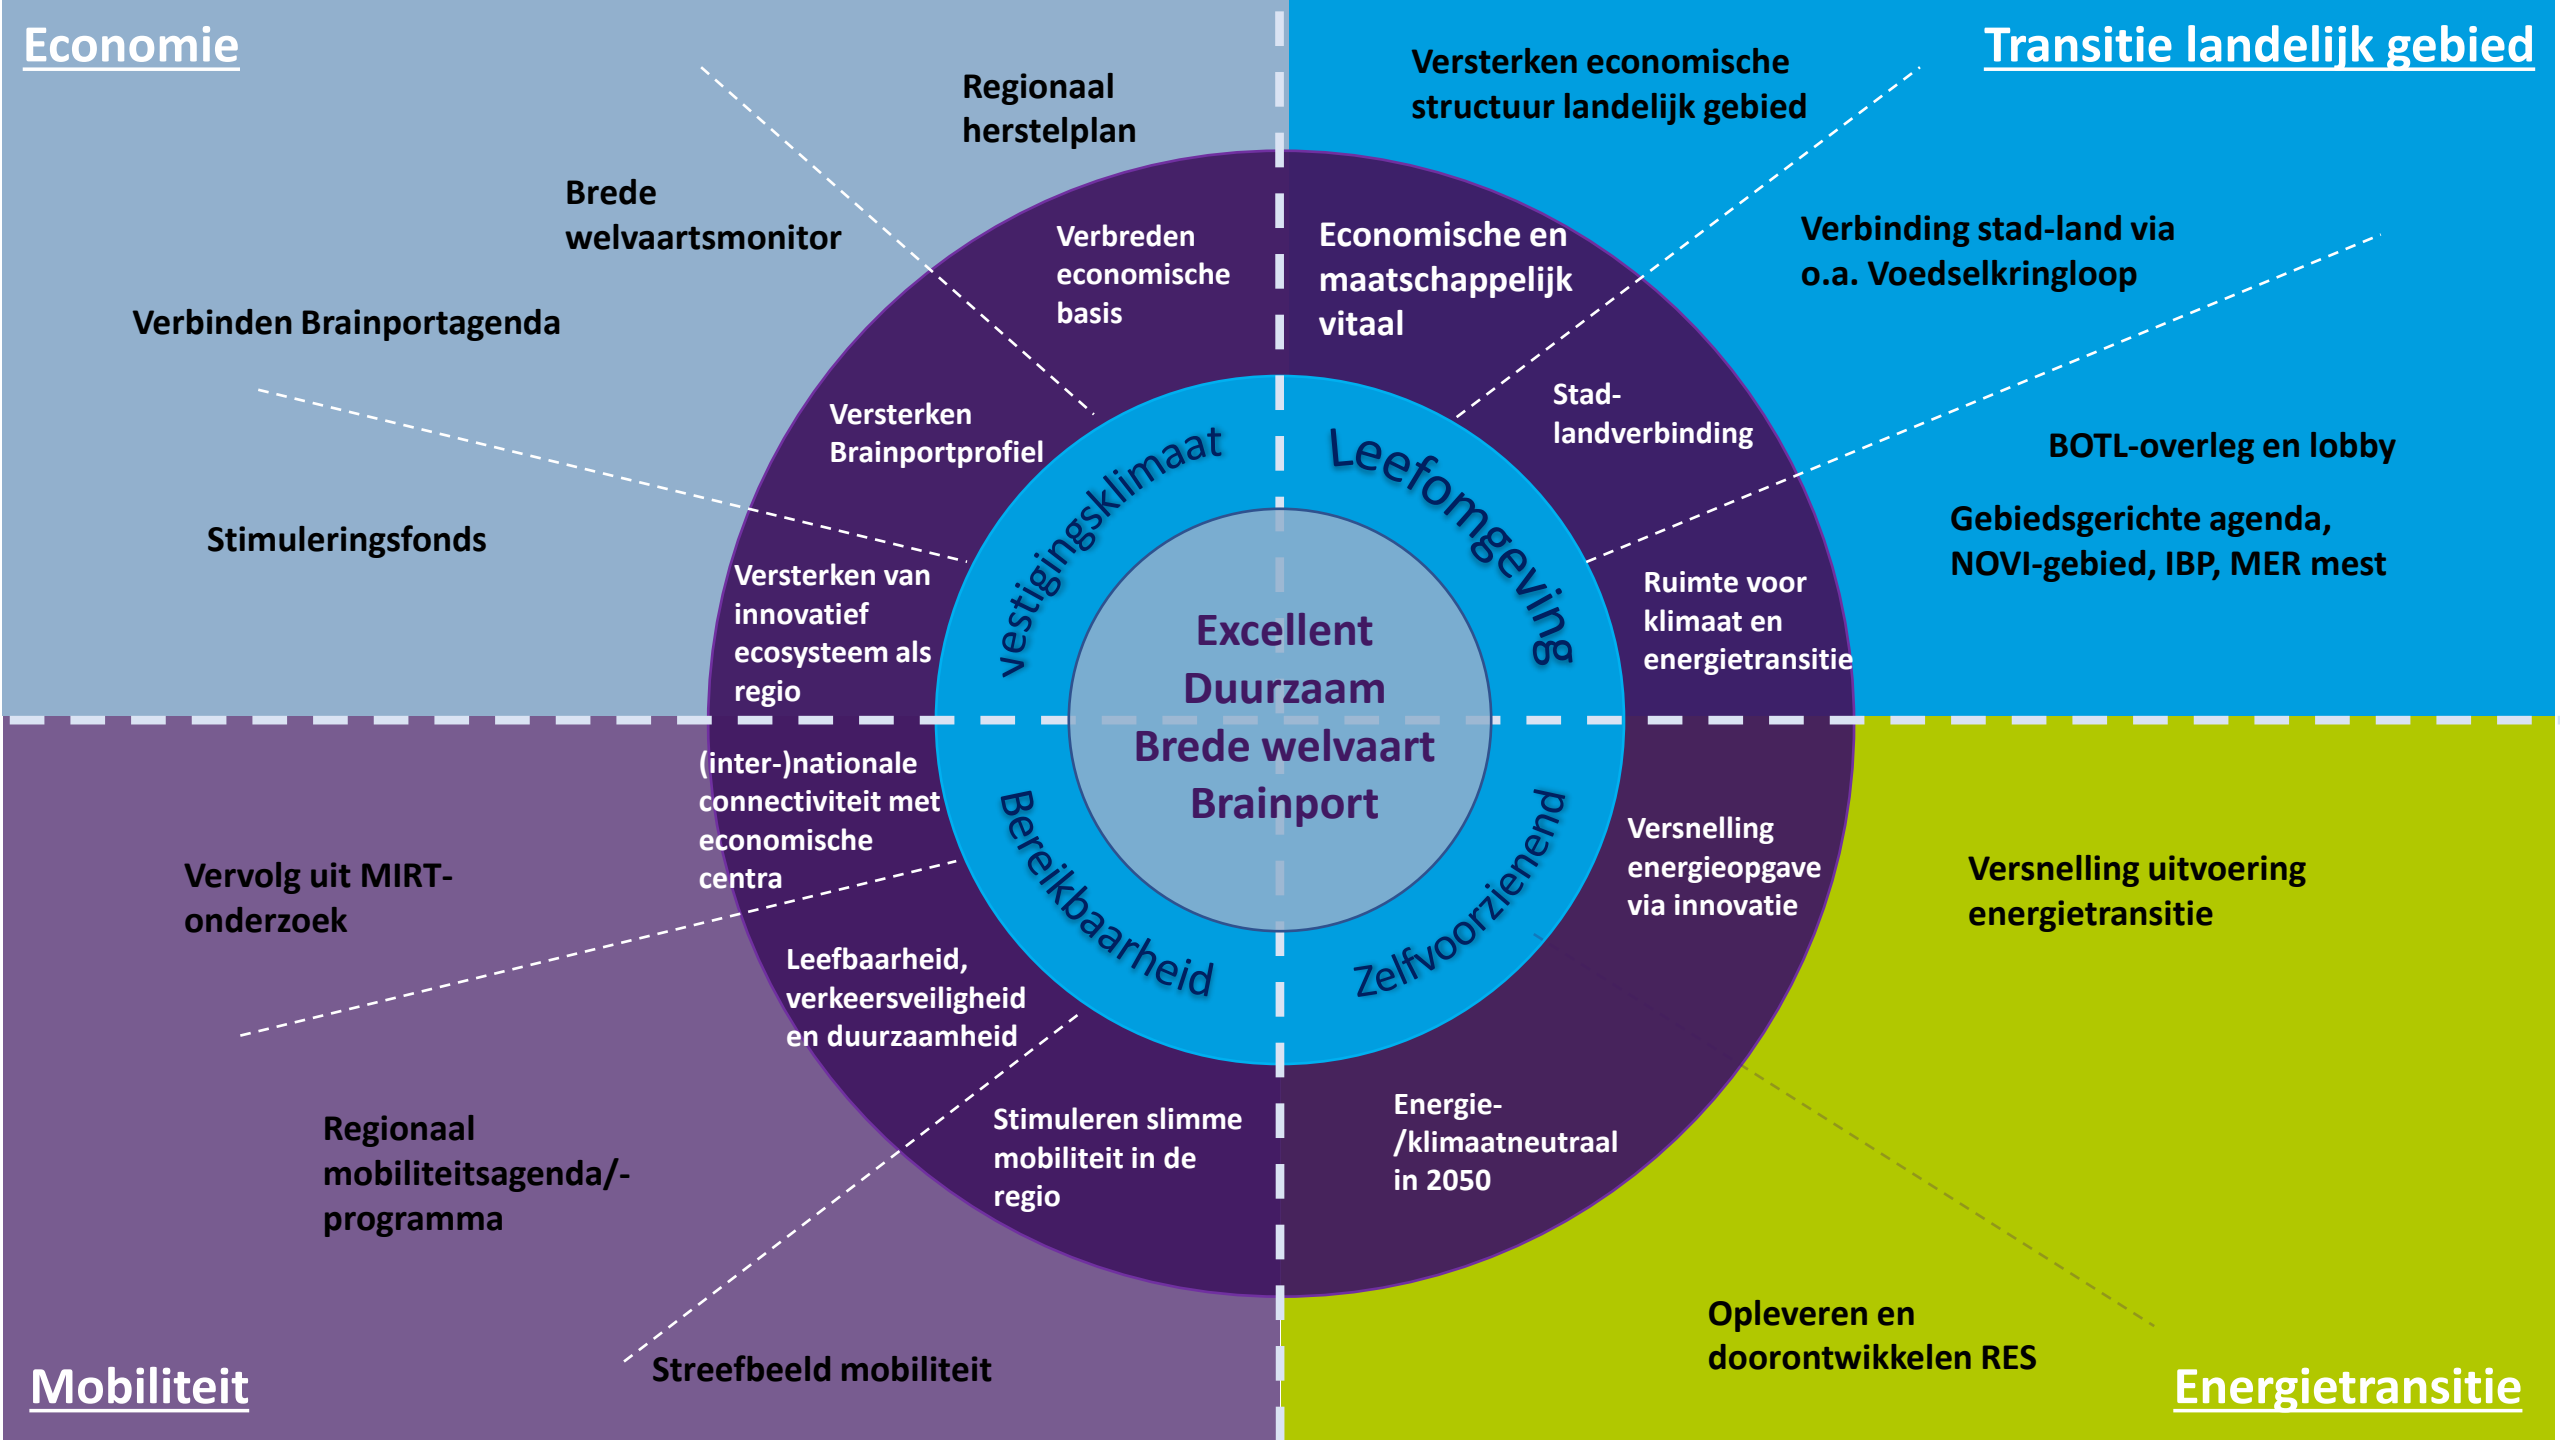 Economie
Regionaal
herstelplan
Brede
welvaartsmonitor
Verbinden Brainportagenda
Stimuleringsfonds
Verbreden
economische
basis
Versterken
Brainportprofiel
Versterken van
innovatief
ecosysteem als
regio
vestigingsklimaat
Transitie landelijk gebied
Versterken economische
structuur landelijk gebied
Verbinding stad-land via
o.a. Voedselkringloop
BOTL-overleg en lobby
Gebiedsgerichte agenda,
NOVI-gebied, IBP, MER mest
Economische en
maatschappelijk
vitaal
Stad-
landverbinding
Ruimte voor
klimaat en
energietransitie
Leefomgeving
Excellent
Duurzaam
Brede welvaart
Brainport
(inter-)nationale
connectiviteit met
economische
centra
Leefbaarheid,
verkeersveiligheid
en duurzaamheid
Stimuleren slimme
mobiliteit in de
regio
Bereikbaarheid
Vervolg uit MIRT-
onderzoek
Regionaal
mobiliteitsagenda/-
programma
Streefbeeld mobiliteit
Mobiliteit
Zelfvoorzienend
Versnelling
energieopgave
via innovatie
Energie-
/klimaatneutraal
in 2050
Versnelling uitvoering
energietransitie
Opleveren en
doorontwikkelen RES
Energietransitie